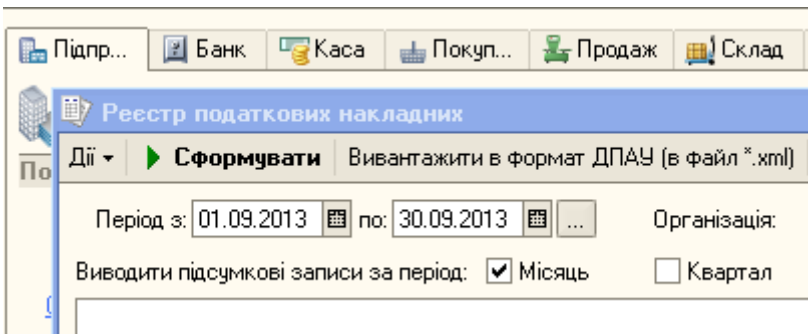 Підпр... Банк Каса Покуп... Продаж Склад
Реєстр податкових накладних
Дії Сформувати Вивантажити в формат ДПАУ (в файл *.xml)
По
Період з: 01.09.2013 по: 30.09.2013 ... Організація:
Виводити підсумкові записи за період: Місяць Квартал